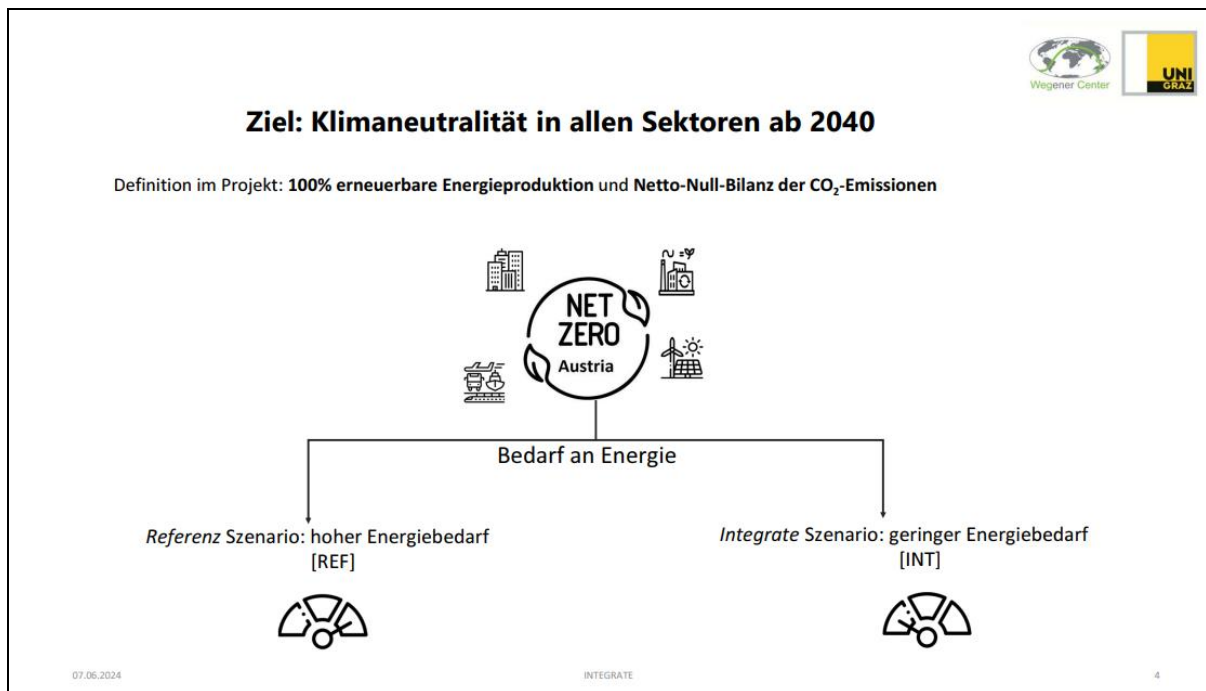 Wegener Center
UNI
GRAZ
Ziel: Klimaneutralität in allen Sektoren ab 2040
Definition im Projekt: 100% erneuerbare Energieproduktion und Netto-Null-Bilanz der CO₂-Emissionen
NET
ZERO
Austria
Bedarf an Energie
Referenz Szenario: hoher Energiebedarf
[REF]
Integrate Szenario: geringer Energiebedarf
[INT]
07.06.2024
INTEGRATE
4